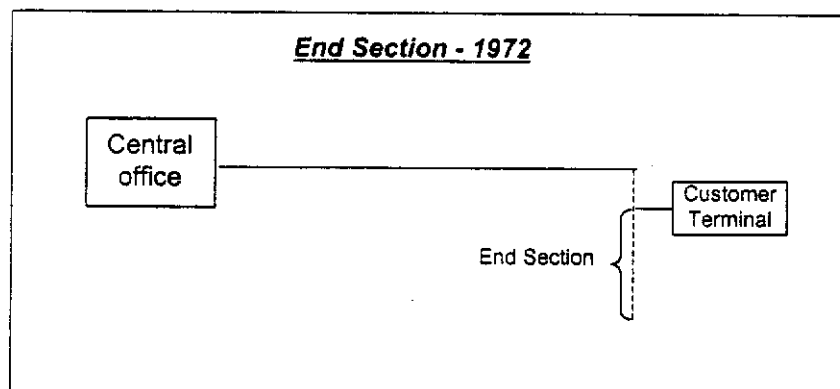 End Section - 1972
Central
office
Customer
Terminal
End Section